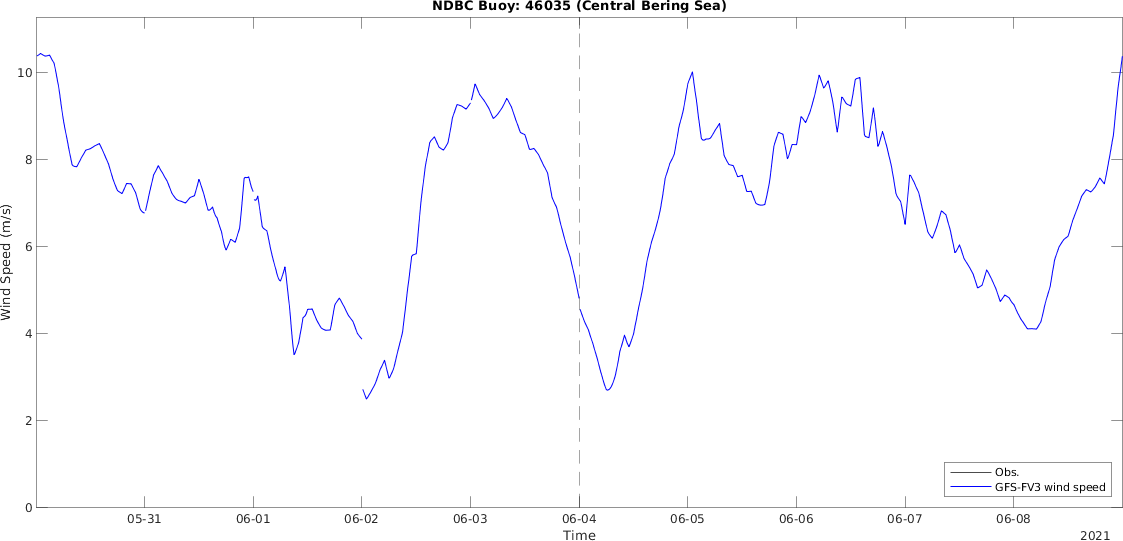 NDBC Buoy: 46035 (Central Bering Sea)
10
8
6
4
2
0
Wind Speed (m/s)
05-31 06-01 06-02 06-03 06-04 06-05 06-06 06-07 06-08
Time
2021
Obs.
GFS-FV3 wind speed